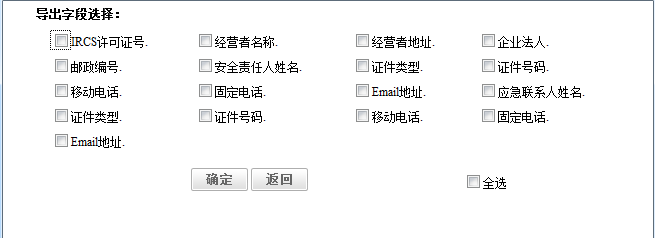 导出字段选择：
IRCS许可证号. 经营者名称. 经营者地址. 企业法人.
邮政编号. 安全责任人姓名. 证件类型. 证件号码.
移动电话. 固定电话. Email地址. 应急联系人姓名.
证件类型. 证件号码. 移动电话. 固定电话.
Email地址.
确定 返回 全选